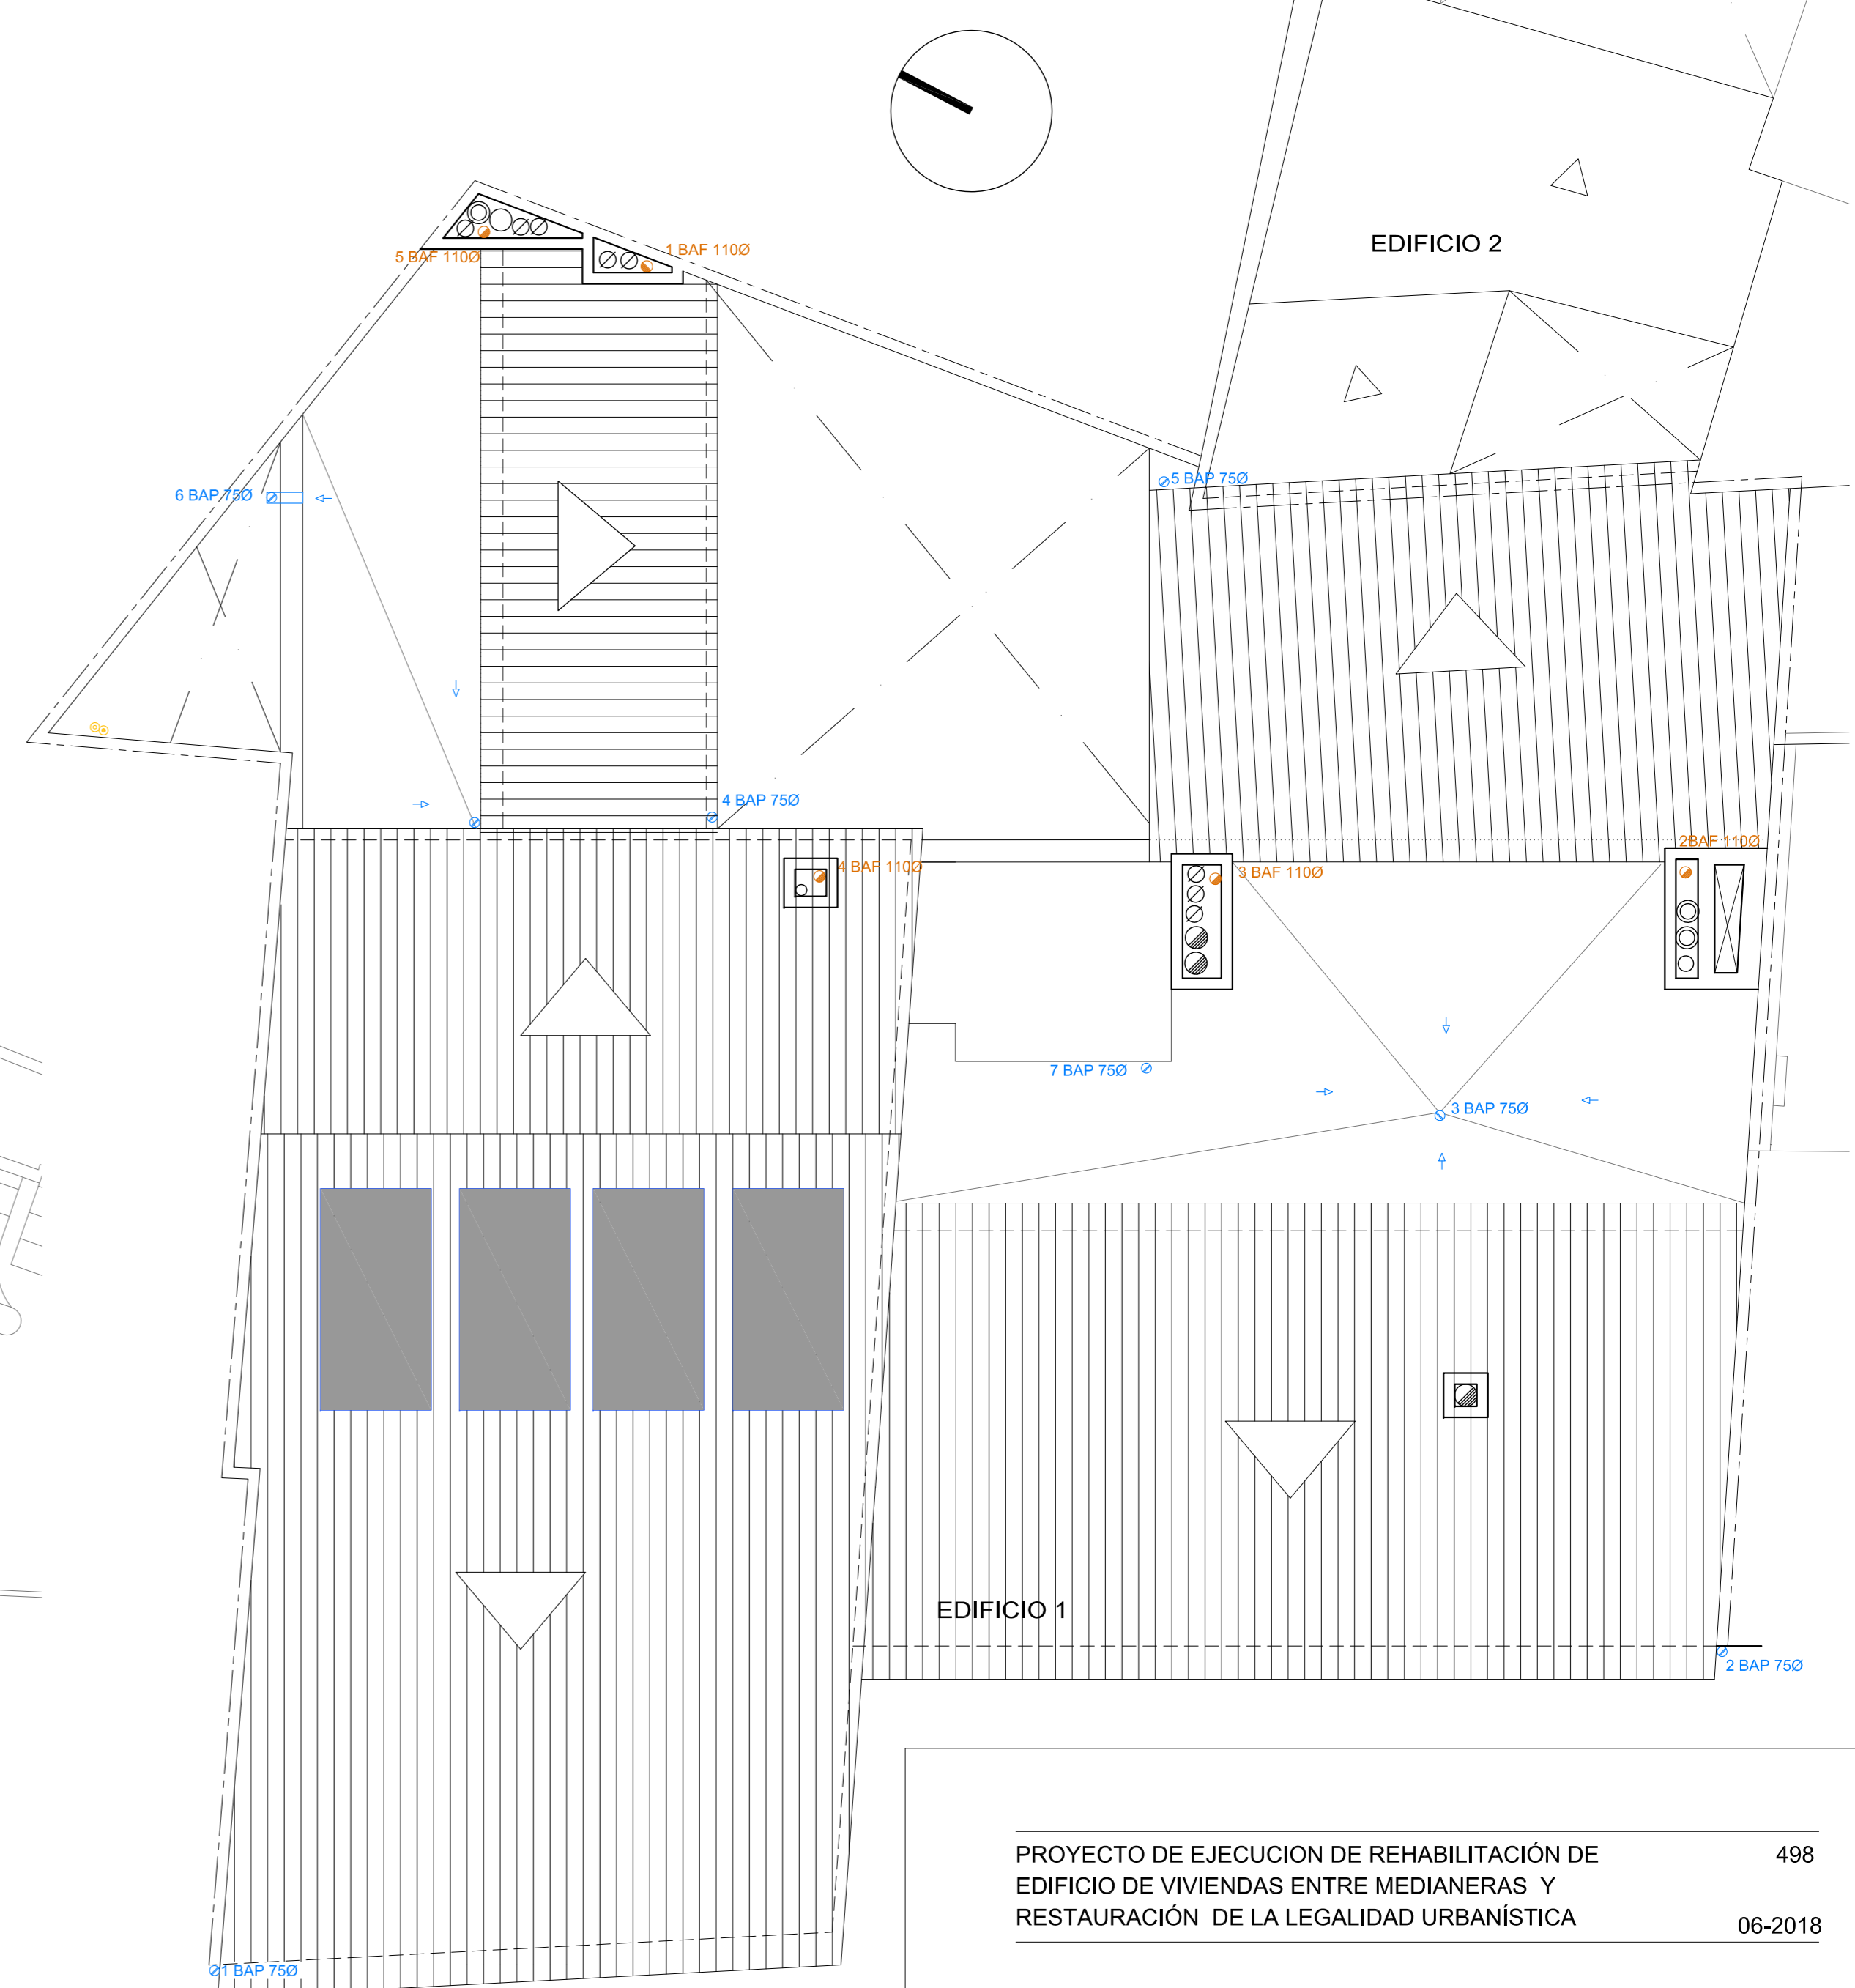 EDIFICIO 2
1 BAF 110Ø
5 BAF 110Ø
5 BAP 75Ø
6 BAP 75Ø
4 BAP 75Ø
2BAF 110Ø
4 BAF 110Ø
3 BAF 110Ø
7 BAP 75Ø
3 BAP 75Ø
EDIFICIO 1
2 BAP 75Ø
PROYECTO DE EJECUCION DE REHABILITACIÓN DE
EDIFICIO DE VIVIENDAS ENTRE MEDIANERAS Y
RESTAURACIÓN DE LA LEGALIDAD URBANÍSTICA
498
06-2018
1 BAP 75Ø